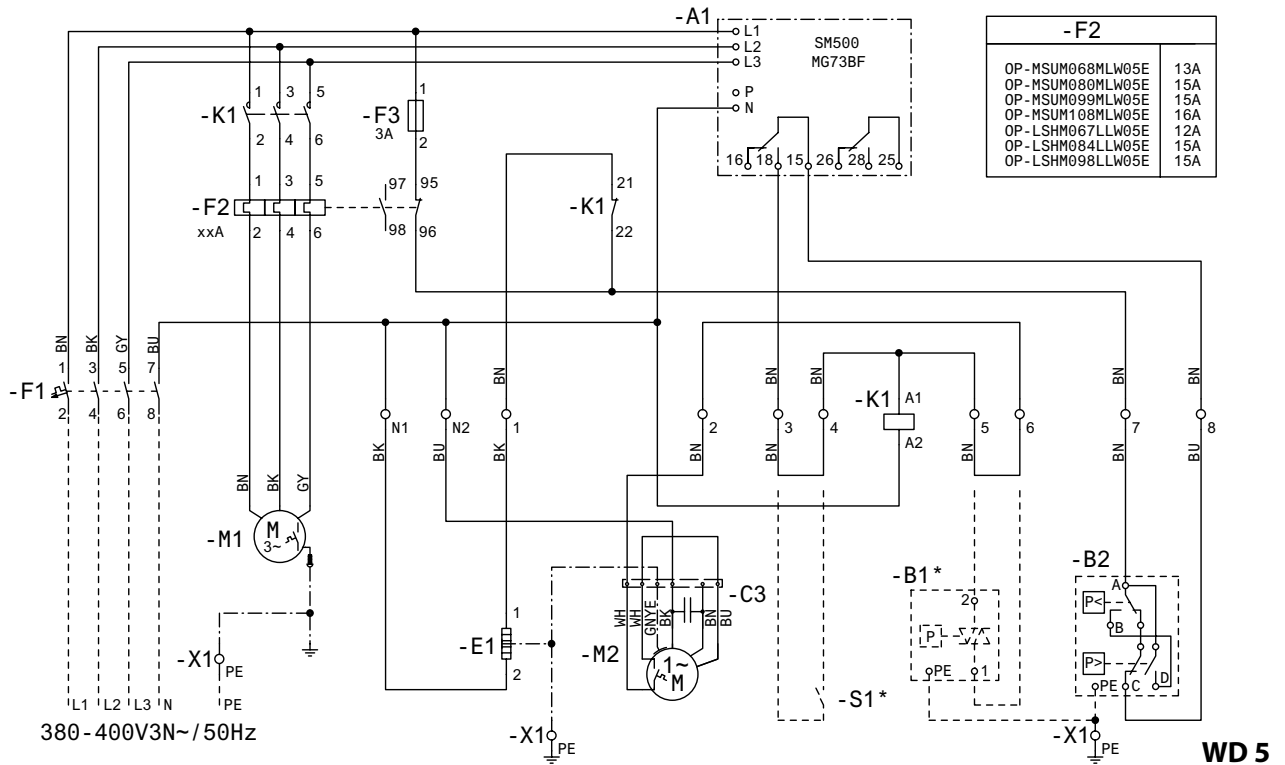 -A1
L1
L2
L3
P
N
SM500
MG73BF
16 18 15 26 28 25
-F2
OP-MSUM068MLW05E 13A
OP-MSUM080MLW05E 15A
OP-MSUM099MLW05E 15A
OP-MSUM108MLW05E 16A
OP-LSHM067LLW05E 12A
OP-LSHM084LLW05E 15A
OP-LSHM098LLW05E 15A
-K1
1 3 5
2 4 6
-F3
3A
1
2
-F2
xxA
1 3 5
2 4 6
97 95
98 96
-K1
21
22
BN BK GY BU
-F1
1 3 5 7
2 4 6 8
N1 N2 1 2 3 4 5 6 7 8
BN BN BN BN BN BN
BK BU BK BN BN BN BN BU
-K1
A1
A2
BN BK GY
-M1
M
3~
-X1
PE
L1 L2 L3 N PE
380-400V3N~/50Hz
-E1
1
2
-X1
PE
-C3
WH WH GNYE BK BN BU
-M2
1~
M
-S1*
-B1*
2
P
PE 1
-B2
A
P<
B
P>
PE C D
-X1
PE
WD 5